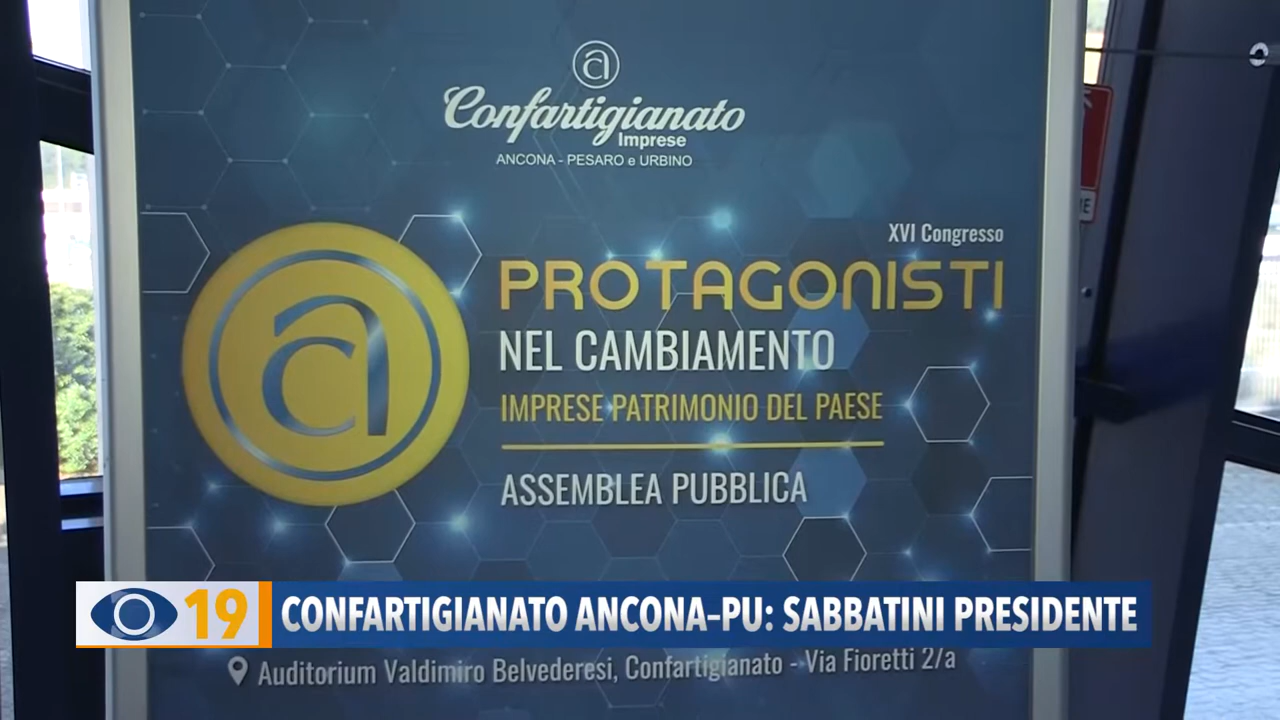 a
Confartigianato
Imprese
ANCONA - PESARO e URBINO
XVI Congresso
PROTAGONISTI
NEL CAMBIAMENTO
IMPRESE PATRIMONIO DEL PAESE
ASSEMBLEA PUBBLICA
a
19
CONFARTIGIANATO ANCONA-PU: SABBATINI PRESIDENTE
Auditorium Valdimiro Belvederesi, Confartigianato - Via Fioretti 2/a